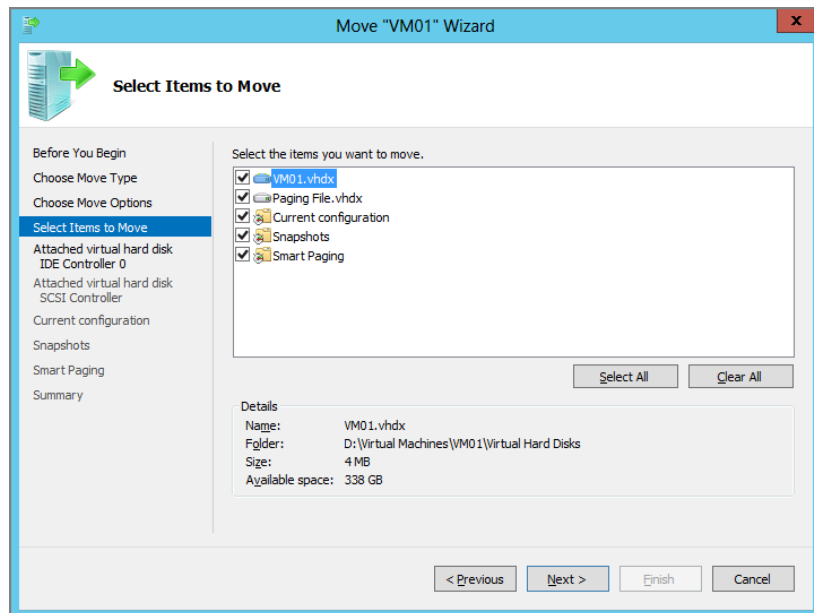 Move "VM01" Wizard
x
Select Items to Move
Before You Begin
Choose Move Type
Choose Move Options
Select Items to Move
Attached virtual hard disk
IDE Controller 0
Attached virtual hard disk
SCSI Controller
Current configuration
Snapshots
Smart Paging
Summary
Select the items you want to move.
VM01.vhdx
Paging File.vhdx
Current configuration
Snapshots
Smart Paging
Select All
Clear All
Details
Name: VM01.vhdx
Folder: D:\Virtual Machines\VM01\Virtual Hard Disks
Size: 4 MB
Available space: 338 GB
< Previous
Next >
Finish
Cancel